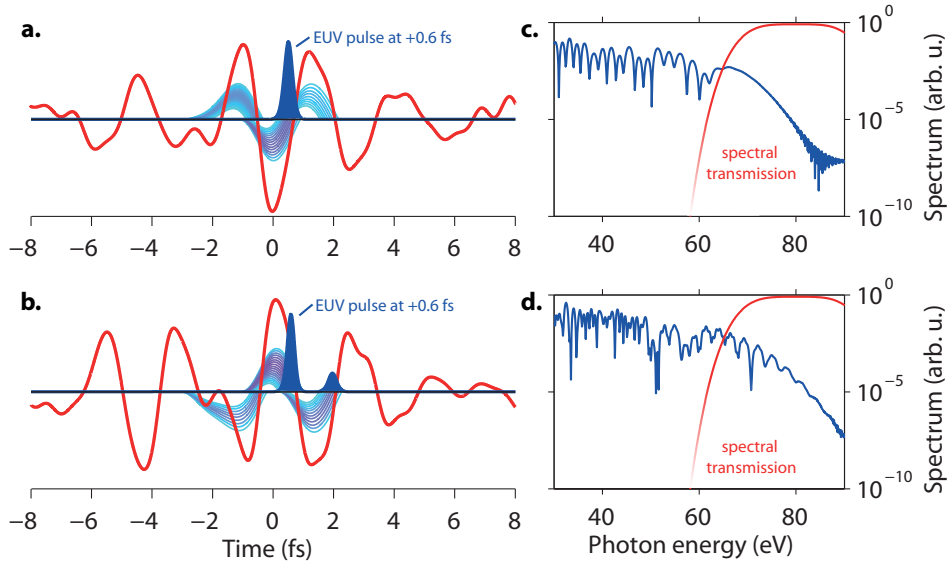 a.
EUV pulse at +0.6 fs
−8 −6 −4 −2 0 2 4 6 8
c.
spectral
transmission
10^0
10^−5
10^−10
40 60 80
Spectrum (arb. u.)
b.
EUV pulse at +0.6 fs
−8 −6 −4 −2 0 2 4 6 8
Time (fs)
d.
spectral
transmission
10^0
10^−5
10^−10
40 60 80
Photon energy (eV)
Spectrum (arb. u.)